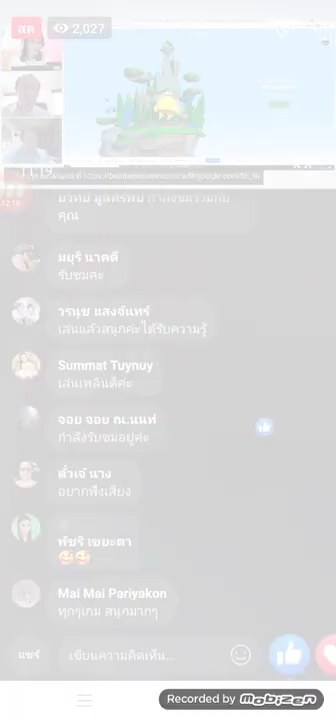 สด 2,027
12:16
คุณ
มยุริ นาคดี
รับชมคะ
วรนุช แสงจันทร์
เล่นแล้วสนุกค่ะได้รับความรู้
Summat Tuynuy
เล่นเพลินดีค่ะ
จอย จอย ณ.นนท์
กำลังรับชมอยู่ค่ะ
ต๋ำเจ้ นาง
อยากฟังเสียง
พัชรี เขยะตา
🥰🥰
Mai Mai Pariyakon
ทุกๆเกม สนุกมากๆ
แชร์ เขียนความคิดเห็น...
Recorded by Mobizen